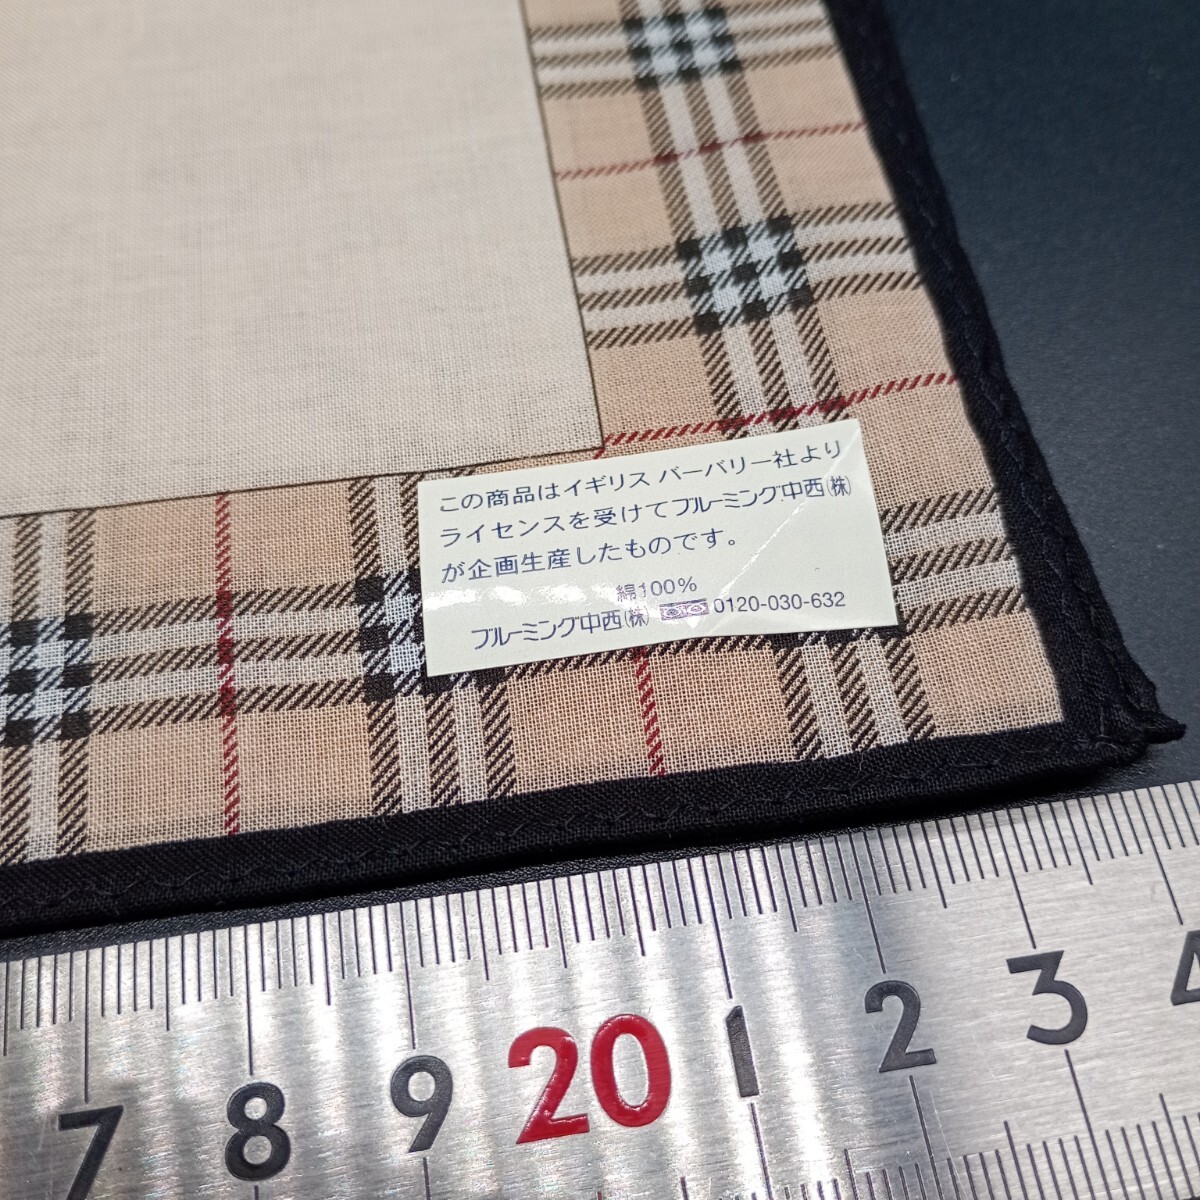 この商品はイギリス バーバリー社より
ライセンスを受けてブルーミング中西㈱
が企画生産したものです。
綿100%
ブルーミング中西㈱ 0120-030-632
7 8 9 20 1 2 3 4